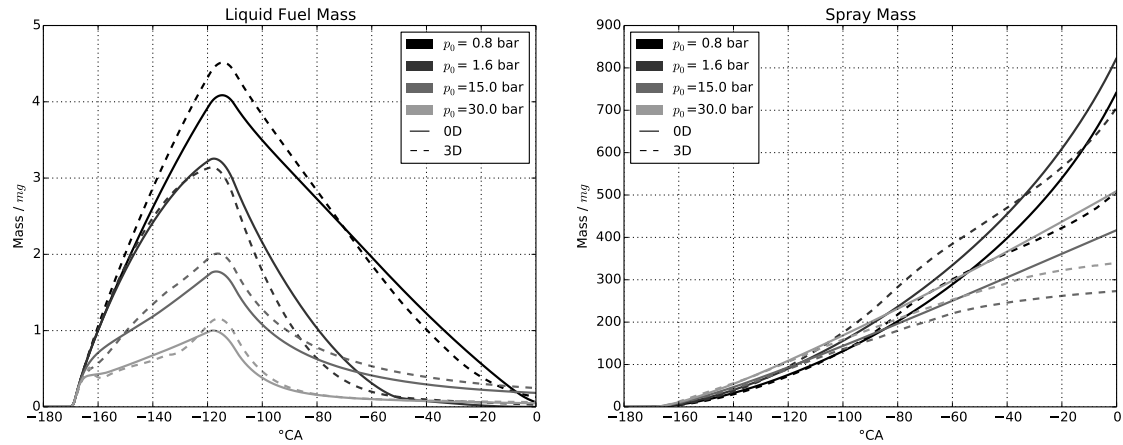 Liquid Fuel Mass
5
4
3
2
1
0
Mass / mg
−180 −160 −140 −120 −100 −80 −60 −40 −20 0
°CA
p0= 0.8 bar
p0= 1.6 bar
p0=15.0 bar
p0=30.0 bar
0D
3D
Spray Mass
900
800
700
600
500
400
300
200
100
0
Mass / mg
−180 −160 −140 −120 −100 −80 −60 −40 −20 0
°CA
p0= 0.8 bar
p0= 1.6 bar
p0=15.0 bar
p0=30.0 bar
0D
3D